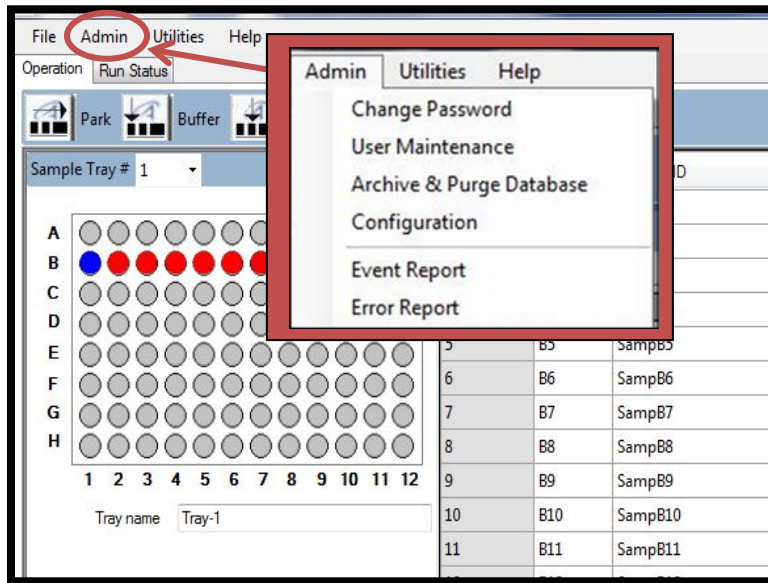 File Admin Utilities Help
Operation Run Status
Park Buffer
Sample Tray # 1
Admin Utilities Help
Change Password
User Maintenance
Archive & Purge Database
Configuration
Event Report
Error Report
A
B
C
D
E
F
G
H
1 2 3 4 5 6 7 8 9 10 11 12
Tray name Tray-1
ID
5 B5 SampB5
6 B6 SampB6
7 B7 SampB7
8 B8 SampB8
9 B9 SampB9
10 B10 SampB10
11 B11 SampB11